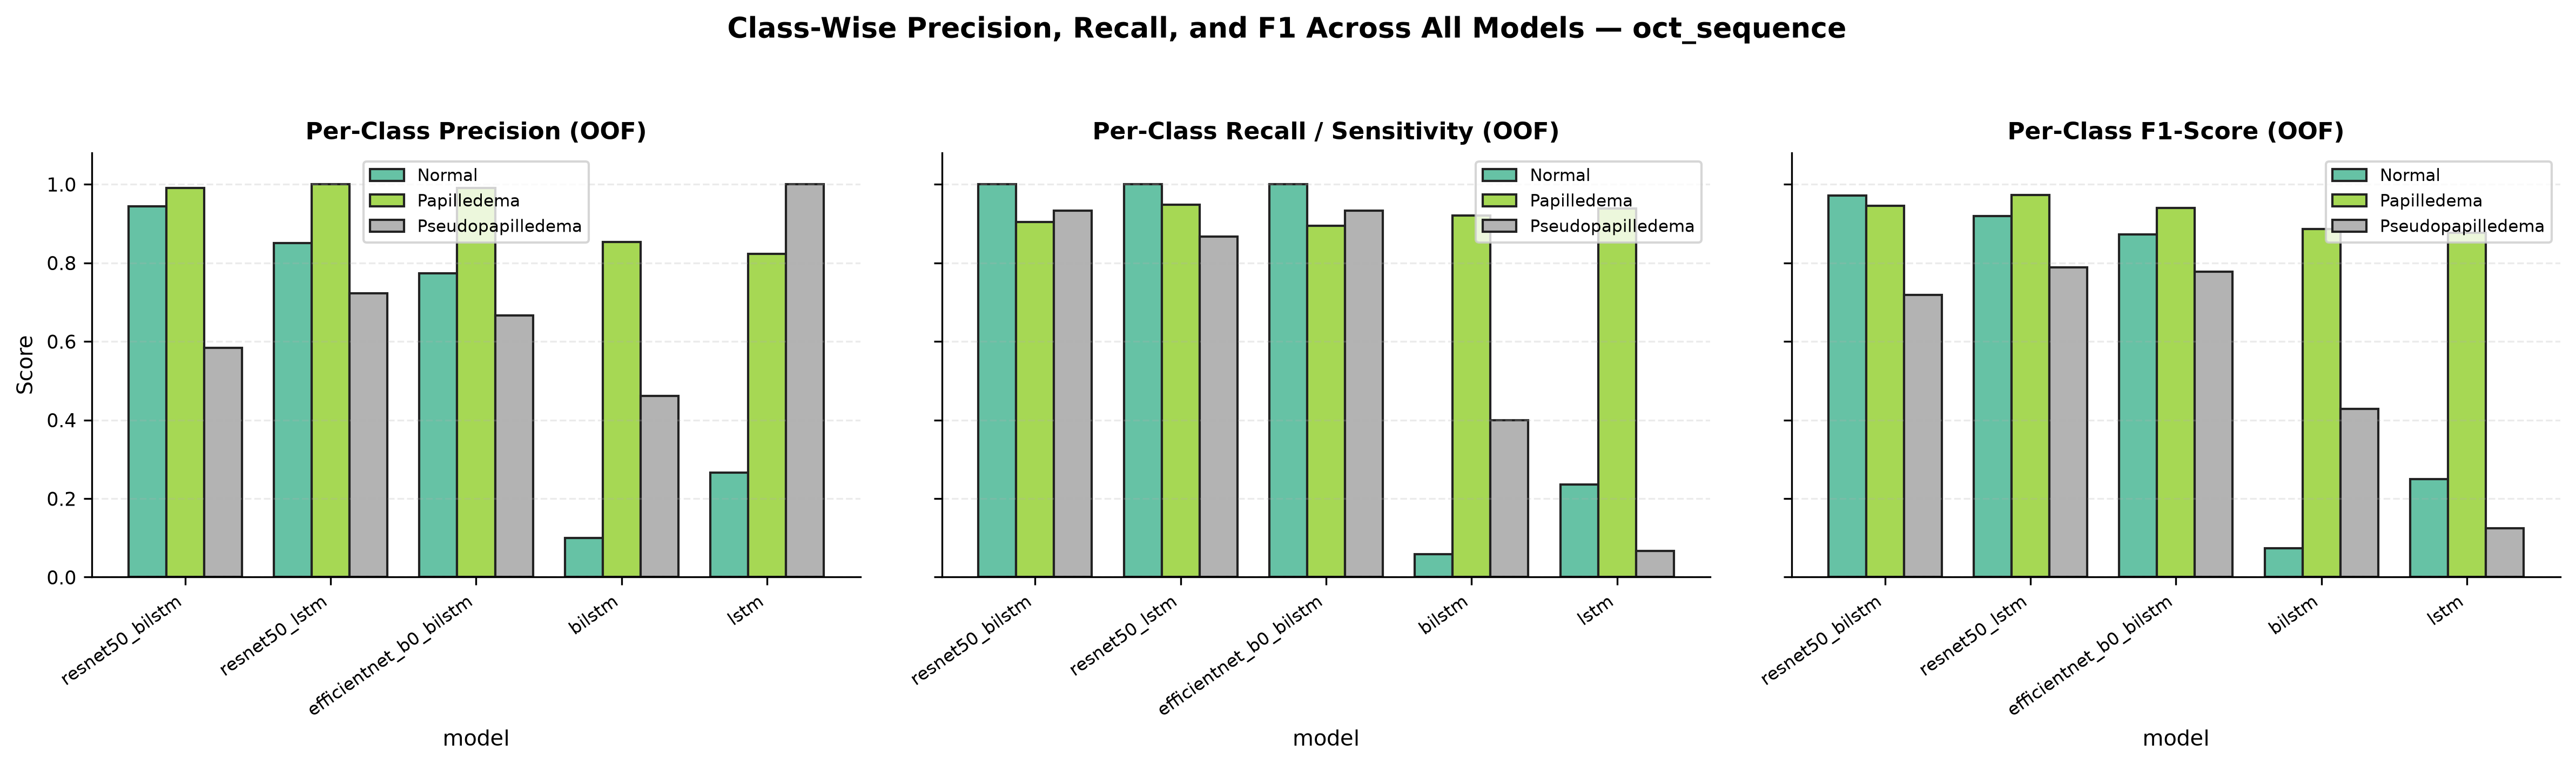 Class-Wise Precision, Recall, and F1 Across All Models — oct_sequence
Per-Class Precision (OOF)
Normal
Papilledema
Pseudopapilledema
Score
1.0
0.8
0.6
0.4
0.2
0.0
resnet50_bilstm
resnet50_lstm
efficientnet_b0_bilstm
bilstm
lstm
model
Per-Class Recall / Sensitivity (OOF)
Normal
Papilledema
Pseudopapilledema
resnet50_bilstm
resnet50_lstm
efficientnet_b0_bilstm
bilstm
lstm
model
Per-Class F1-Score (OOF)
Normal
Papilledema
Pseudopapilledema
resnet50_bilstm
resnet50_lstm
efficientnet_b0_bilstm
bilstm
lstm
model